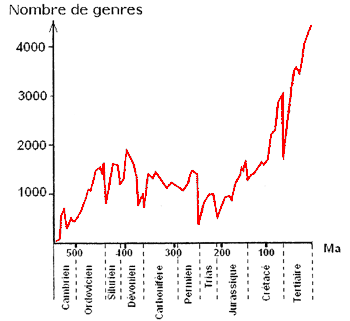 Nombre de genres
4000
3000
2000
1000
500 400 300 200 100 Ma
Cambrien
Ordovicien
Silurien
Dévonien
Carbonifère
Permien
Trias
Jurassique
Crétacé
Tertiaire